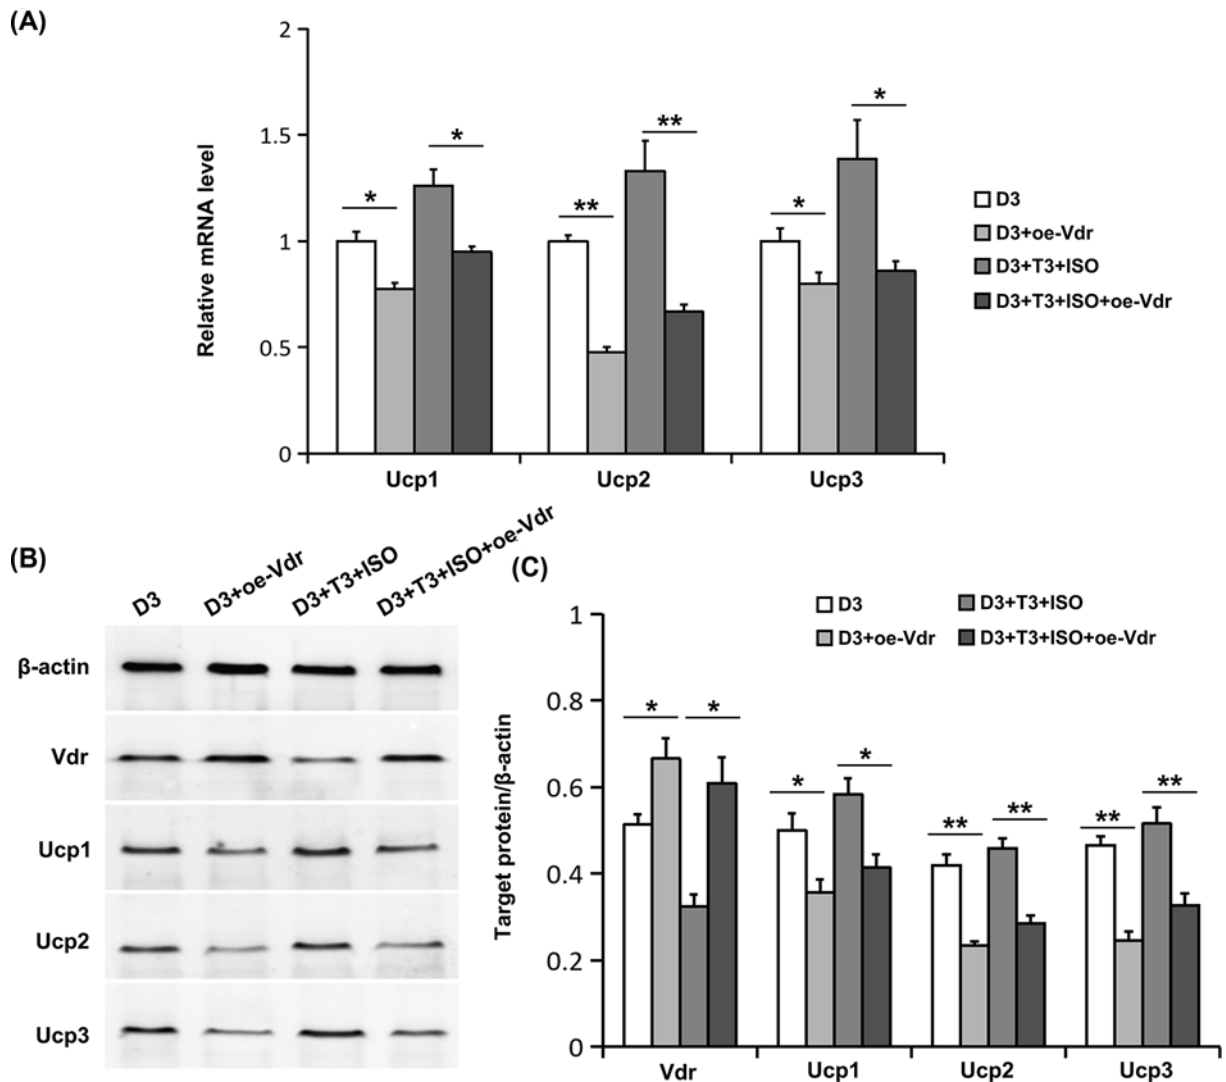 (A)
2
1.5
1
0.5
0
Relative mRNA level
*
*
**
**
*
*
Ucp1
Ucp2
Ucp3
D3
D3+oe-Vdr
D3+T3+ISO
D3+T3+ISO+oe-Vdr
(B)
D3
D3+oe-Vdr
D3+T3+ISO
D3+T3+ISO+oe-Vdr
β-actin
Vdr
Ucp1
Ucp2
Ucp3
(C)
D3
D3+T3+ISO
D3+oe-Vdr
D3+T3+ISO+oe-Vdr
1
0.8
0.6
0.4
0.2
0
Target protein/β-actin
*
*
*
*
**
**
**
**
Vdr
Ucp1
Ucp2
Ucp3